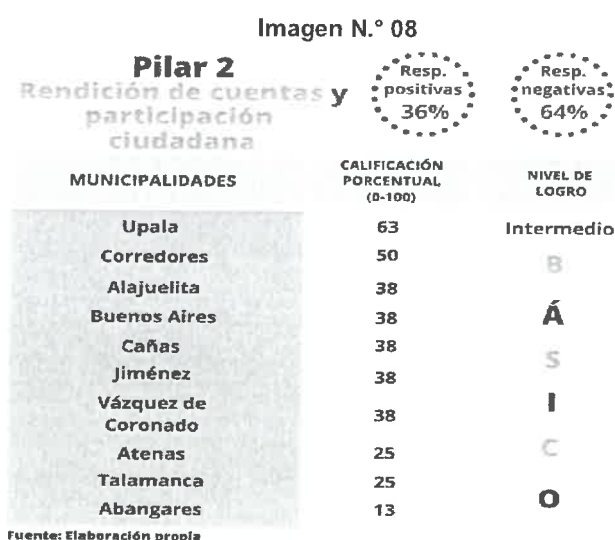 Imagen N.° 08
Pilar 2
Rendición de cuentas y
participación
ciudadana
Resp.
positivas
36%
Resp.
negativas
64%
MUNICIPALIDADES
CALIFICACIÓN
PORCENTUAL
(0-100)
NIVEL DE
LOGRO
Upala 63 Intermedio
Corredores 50
Alajuelita 38
Buenos Aires 38
Cañas 38
Jiménez 38
Vázquez de
Coronado 38
Atenas 25
Talamanca 25
Abangares 13
B
Á
S
I
C
O
Fuente: Elaboración propia